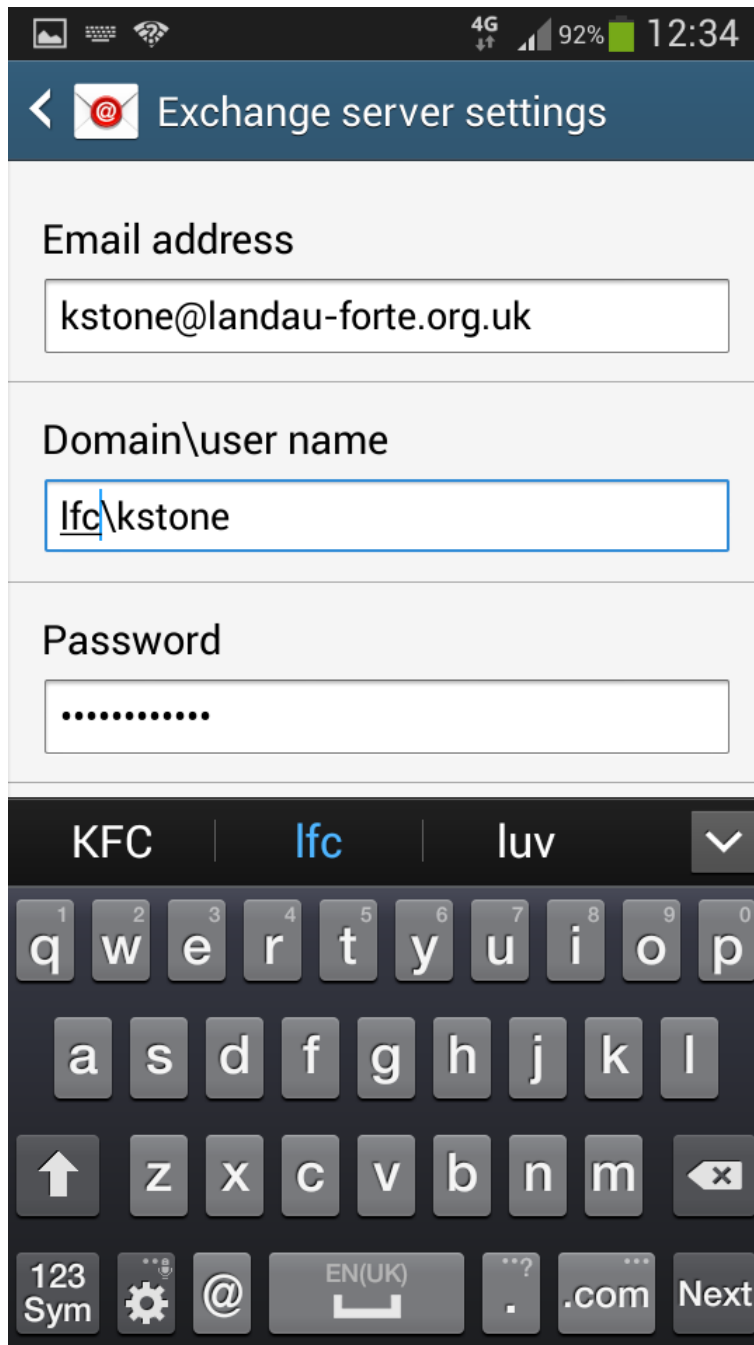 4G 92% 12:34
Exchange server settings
Email address
kstone@landau-forte.org.uk
Domain\user name
lfc\kstone
Password
••••••••••••
KFC lfc luv
1 2 3 4 5 6 7 8 9 0
q w e r t y u i o p
a s d f g h j k l
z x c v b n m
123 Sym @ EN(UK) . ? .com Next